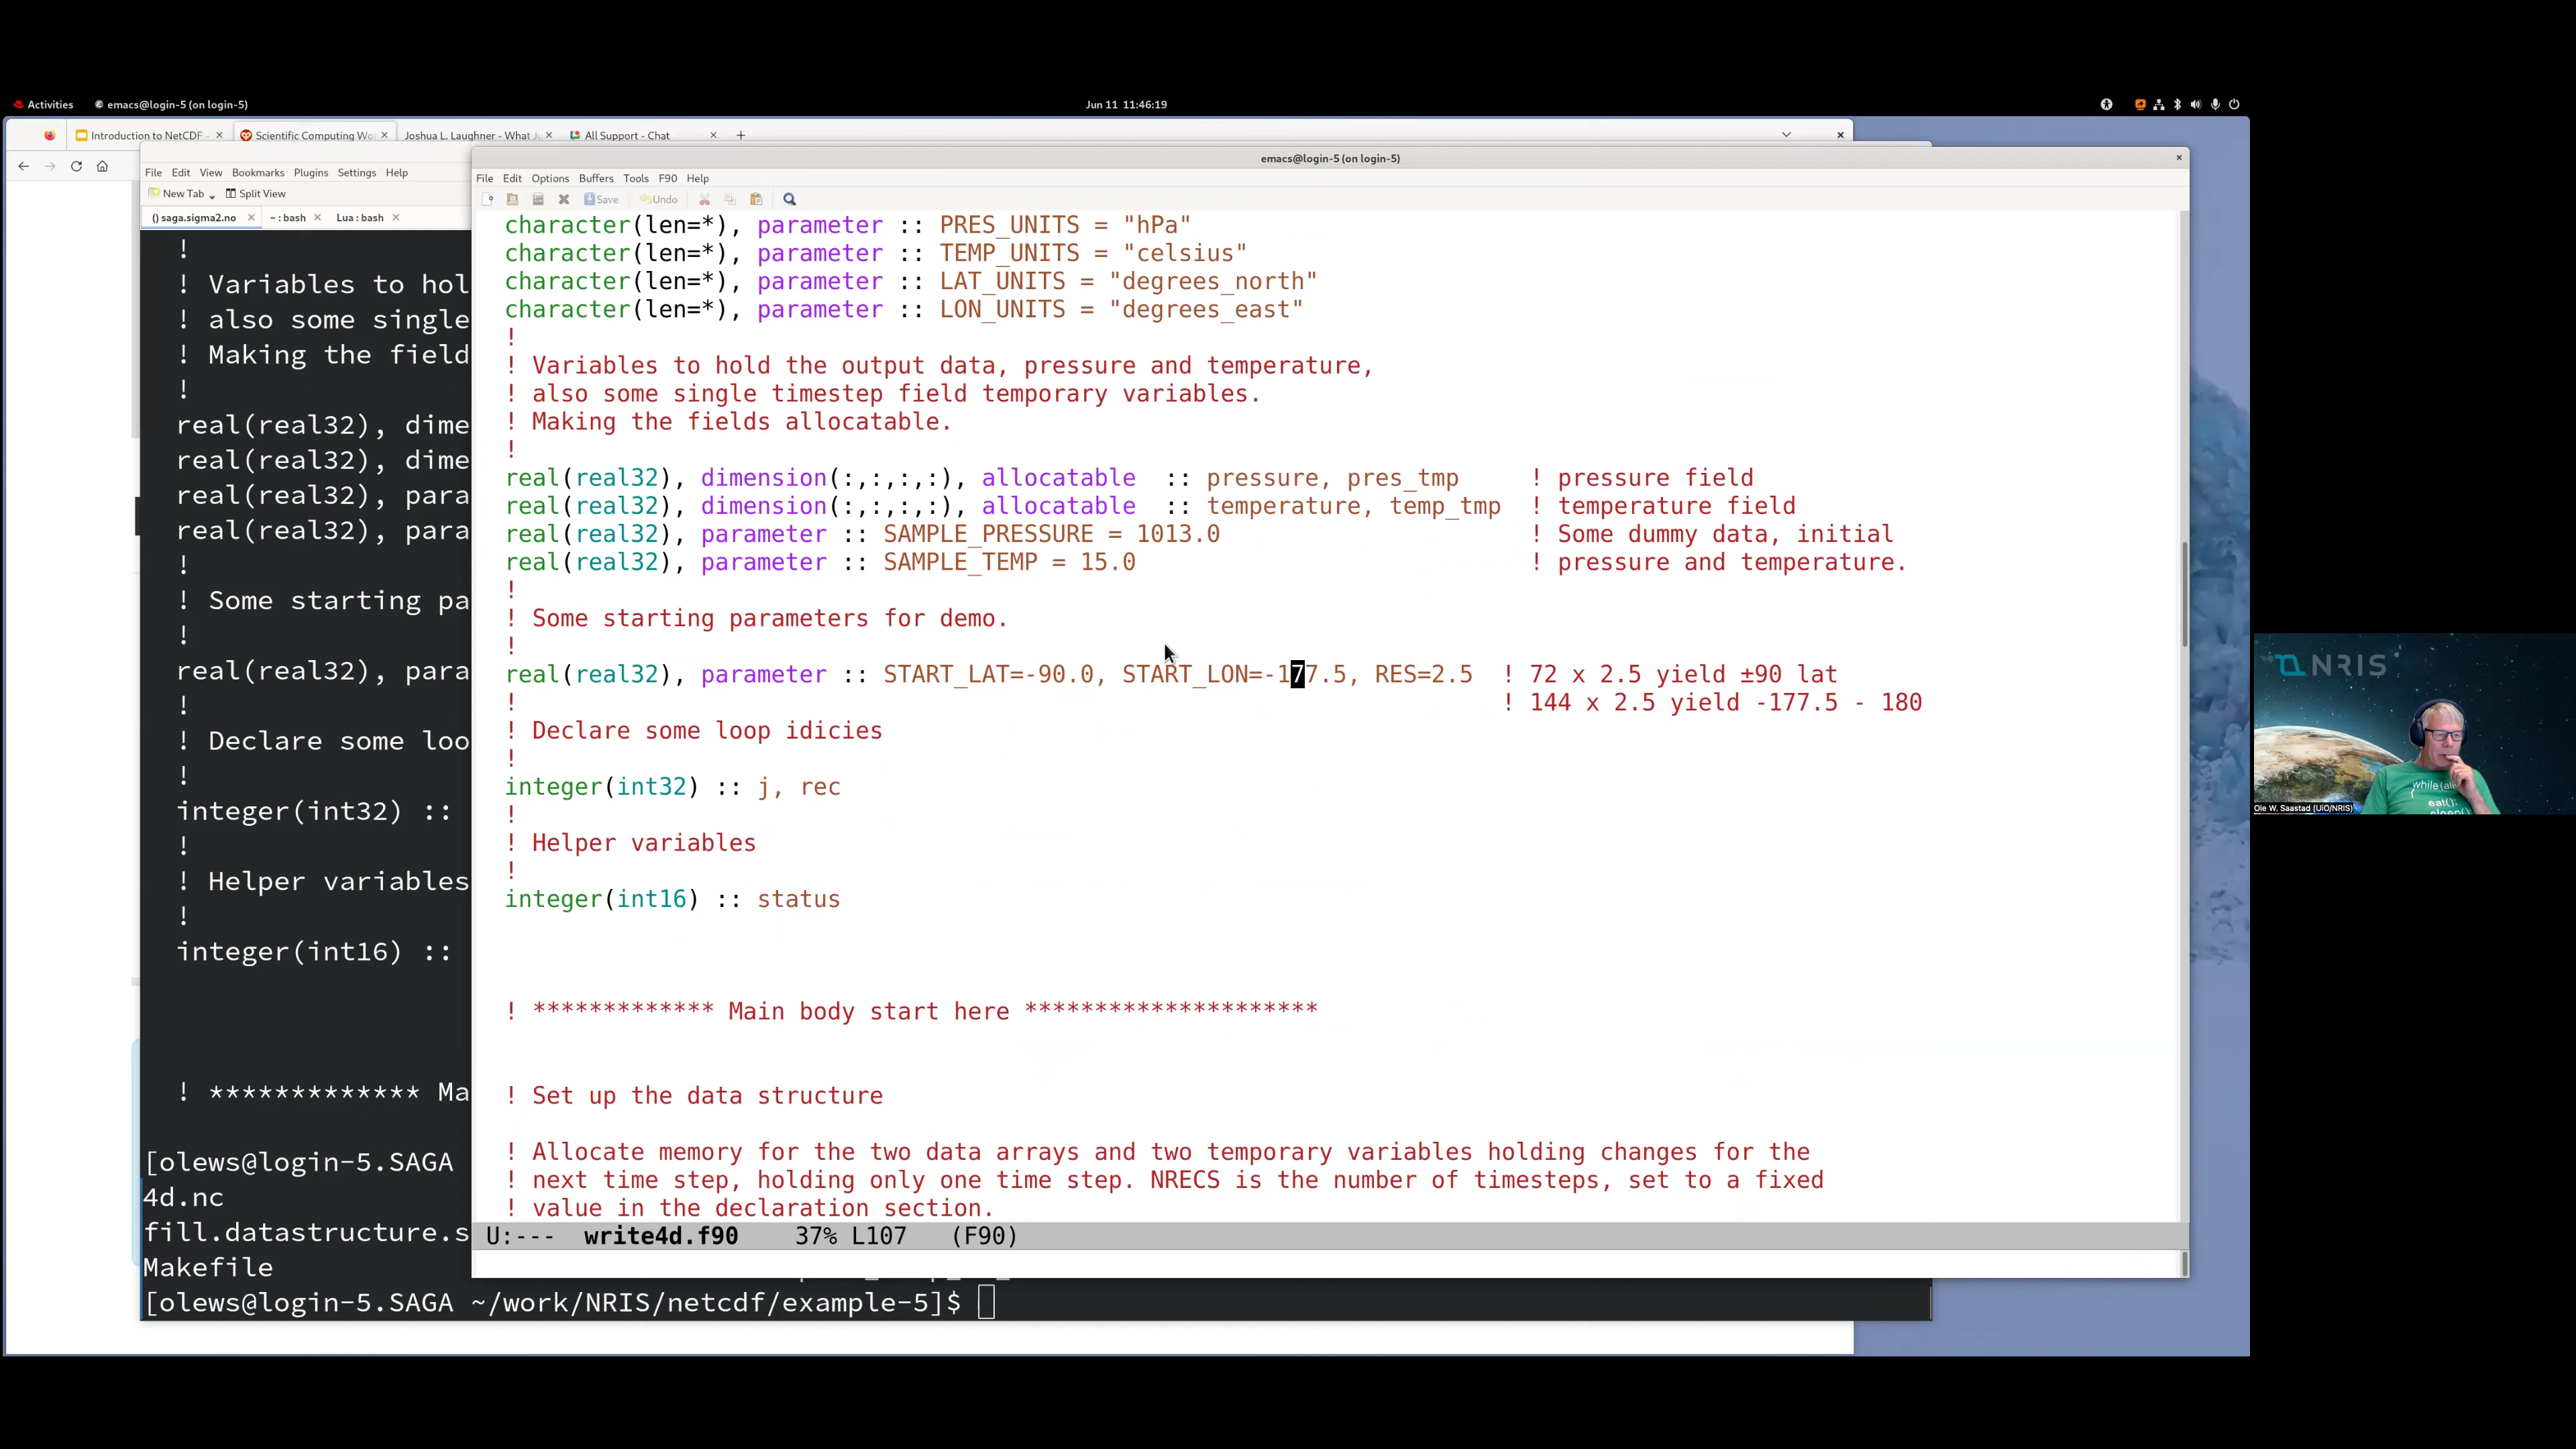 Activities emacs@login-5 (on login-5) Jun 11 11:46:19
Introduction to NetCDF - × Scientific Computing Wo × Joshua L. Laughner - What Ju × All Support - Chat × +
File Edit View Bookmarks Plugins Settings Help
New Tab Split View
() saga.sigma2.no × ~ : bash × Lua : bash ×
!
! Variables to hol
! also some single
! Making the field
!
real(real32), dime
real(real32), dime
real(real32), para
real(real32), para
!
! Some starting pa
!
real(real32), para
!
! Declare some loo
!
integer(int32) ::
!
! Helper variables
!
integer(int16) ::
! ************* Ma
[olews@login-5.SAGA
4d.nc
fill.datastructure.s
Makefile
[olews@login-5.SAGA ~/work/NRIS/netcdf/example-5]$
emacs@login-5 (on login-5)
File Edit Options Buffers Tools F90 Help
Save Undo
character(len=*), parameter :: PRES_UNITS = "hPa"
character(len=*), parameter :: TEMP_UNITS = "celsius"
character(len=*), parameter :: LAT_UNITS = "degrees_north"
character(len=*), parameter :: LON_UNITS = "degrees_east"
!
! Variables to hold the output data, pressure and temperature,
! also some single timestep field temporary variables.
! Making the fields allocatable.
!
real(real32), dimension(:,:,:,:), allocatable :: pressure, pres_tmp ! pressure field
real(real32), dimension(:,:,:,:), allocatable :: temperature, temp_tmp ! temperature field
real(real32), parameter :: SAMPLE_PRESSURE = 1013.0 ! Some dummy data, initial
real(real32), parameter :: SAMPLE_TEMP = 15.0 ! pressure and temperature.
!
! Some starting parameters for demo.
!
real(real32), parameter :: START_LAT=-90.0, START_LON=-177.5, RES=2.5 ! 72 x 2.5 yield ±90 lat
! ! 144 x 2.5 yield -177.5 - 180
! Declare some loop idicies
!
integer(int32) :: j, rec
!
! Helper variables
!
integer(int16) :: status
! ************* Main body start here *********************
! Set up the data structure
! Allocate memory for the two data arrays and two temporary variables holding changes for the
! next time step, holding only one time step. NRECS is the number of timesteps, set to a fixed
! value in the declaration section.
U:--- write4d.f90 37% L107 (F90)
NRIS
while(ali
{
eat();
sleep()
Ole W. Saastad (UiO/NRIS)